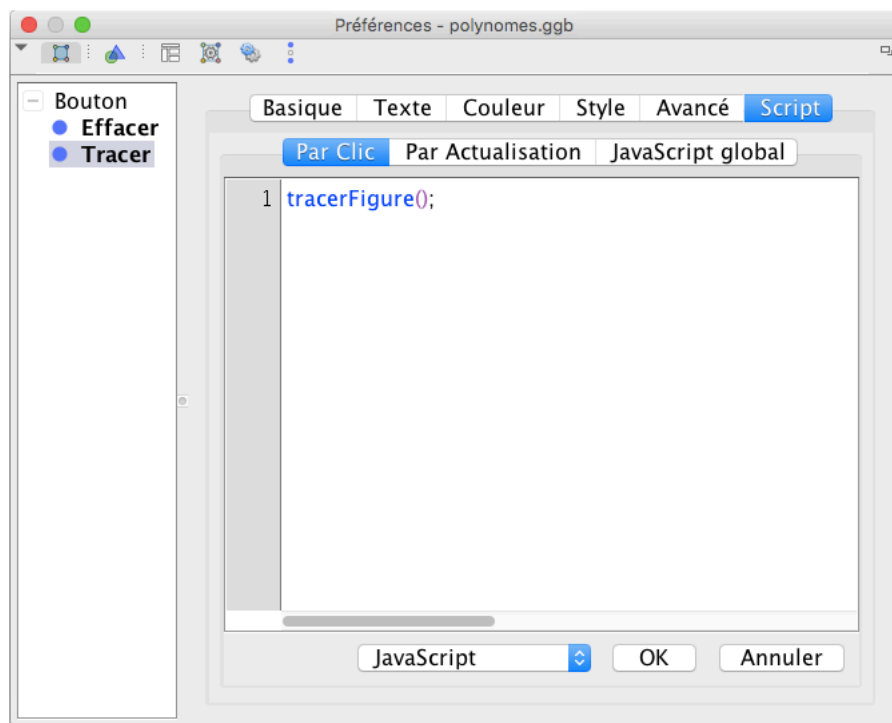 Préférences - polynomes.ggb
Bouton
Effacer
Tracer
Basique Texte Couleur Style Avancé Script
Par Clic Par Actualisation JavaScript global
1 tracerFigure();
JavaScript OK Annuler